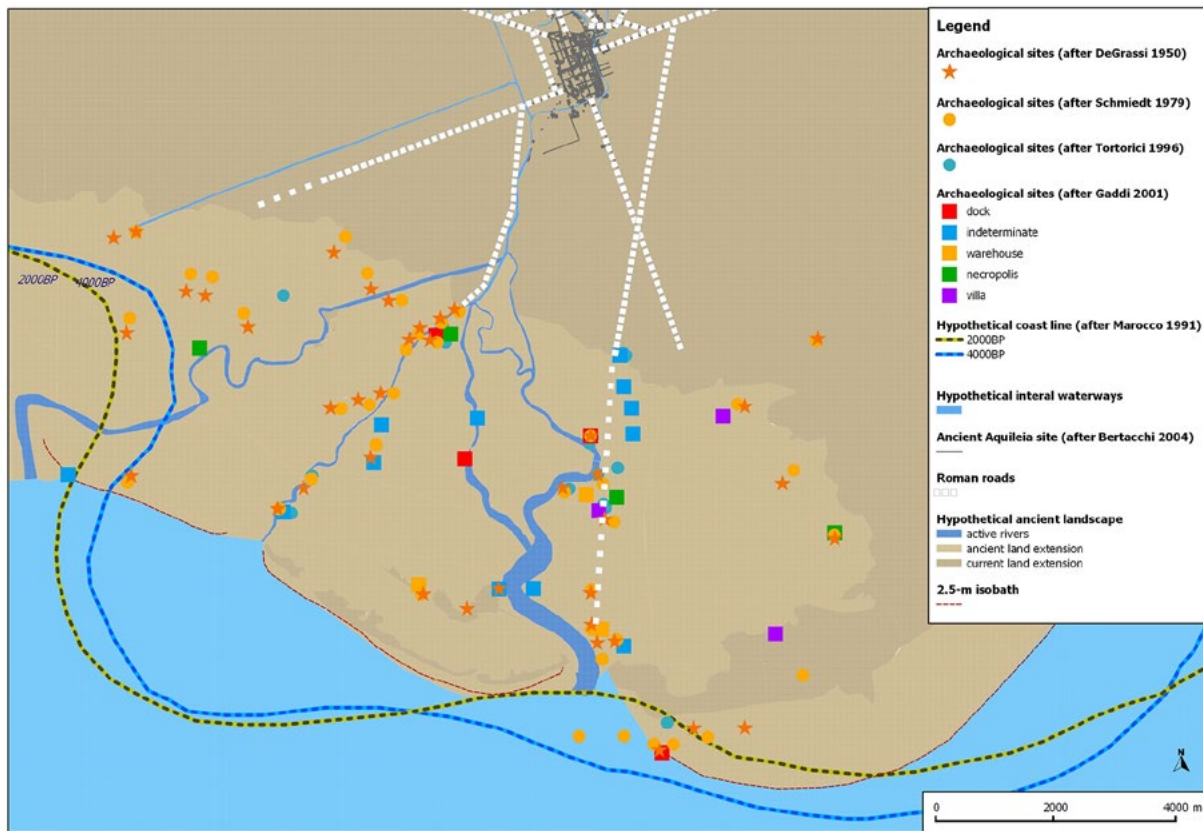 2000BP
4000BP
Legend
Archaeological sites (after DeGrassi 1950)
Archaeological sites (after Schmiedt 1979)
Archaeological sites (after Tortorici 1996)
Archaeological sites (after Gaddi 2001)
dock
indeterminate
warehouse
necropolis
villa
Hypothetical coast line (after Marocco 1991)
2000BP
4000BP
Hypothetical interal waterways
Ancient Aquileia site (after Bertacchi 2004)
Roman roads
Hypothetical ancient landscape
active rivers
ancient land extension
current land extension
2.5-m isobath
N
0 2000 4000 m